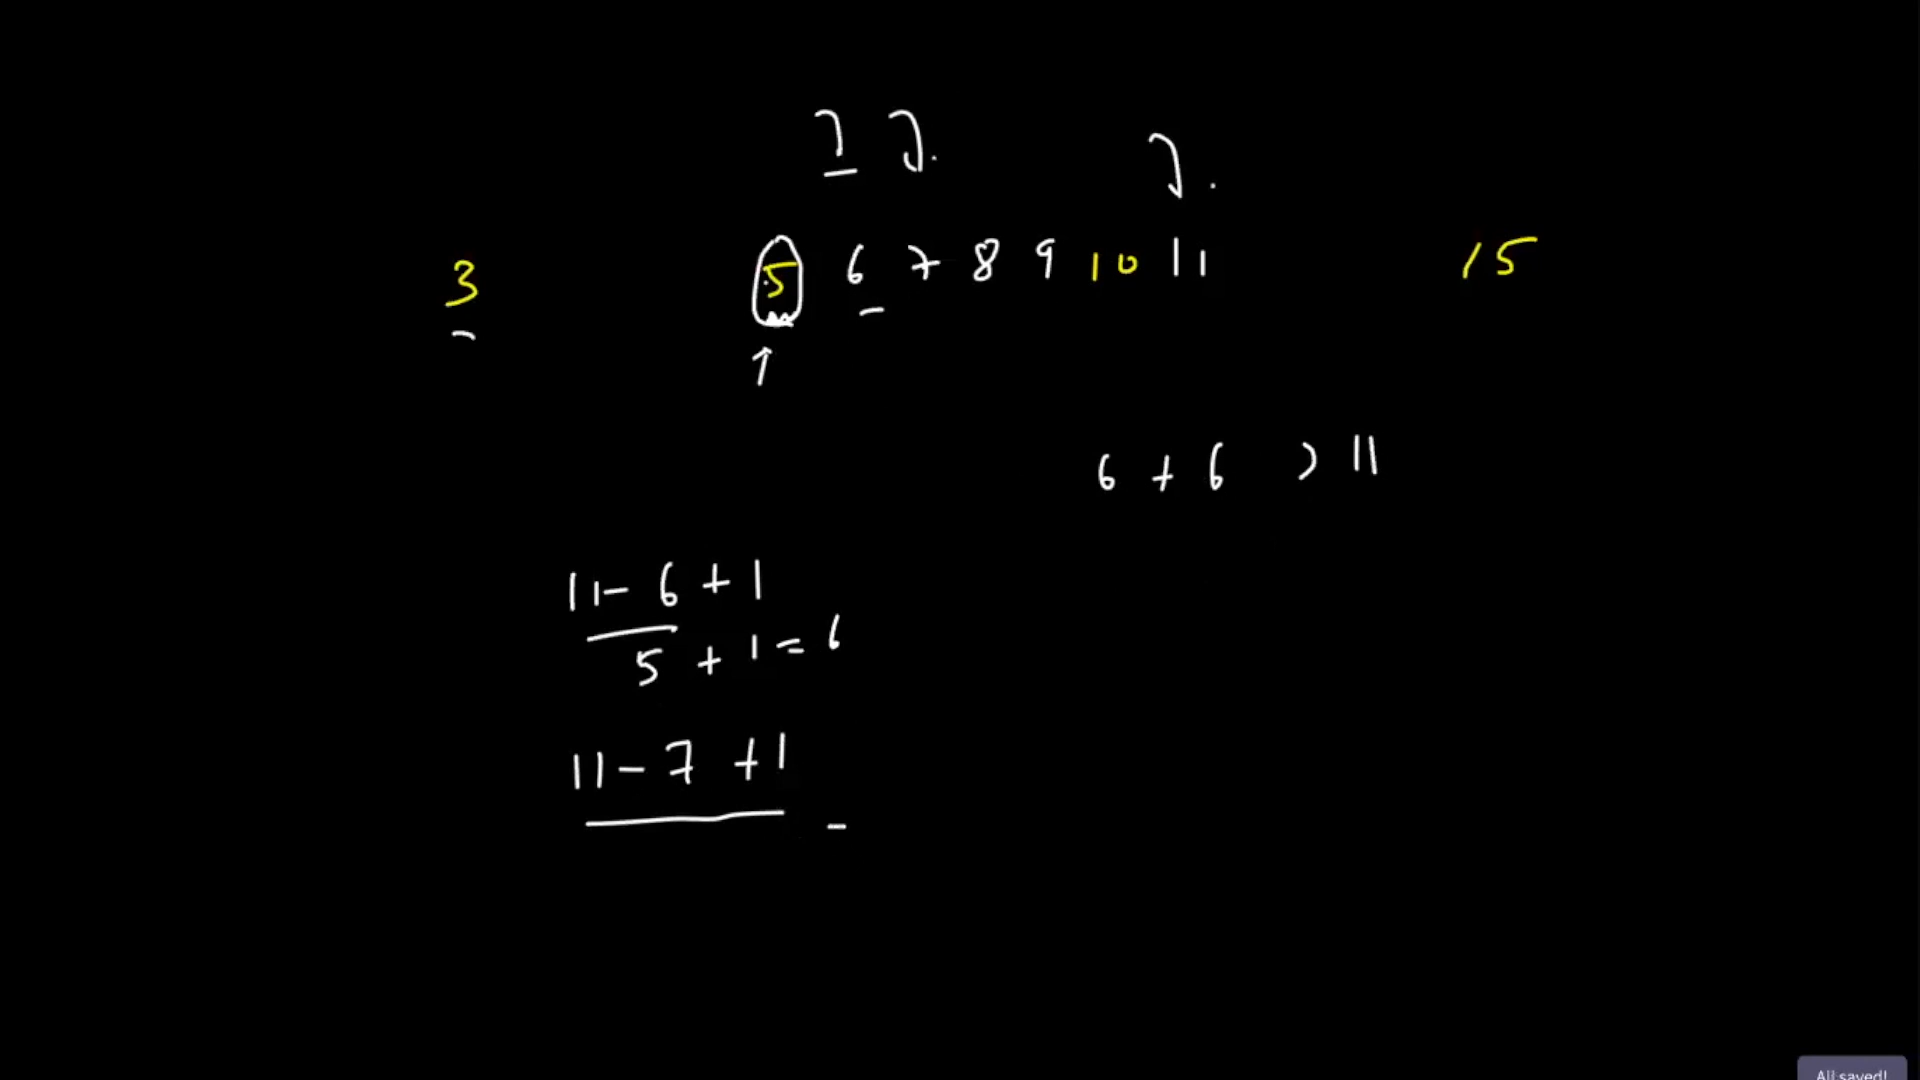 3 5 6 7 8 9 10 11 15
6 + 6 > 11
11 - 6 + 1
5 + 1 = 6
11 - 7 + 1
-
All saved!